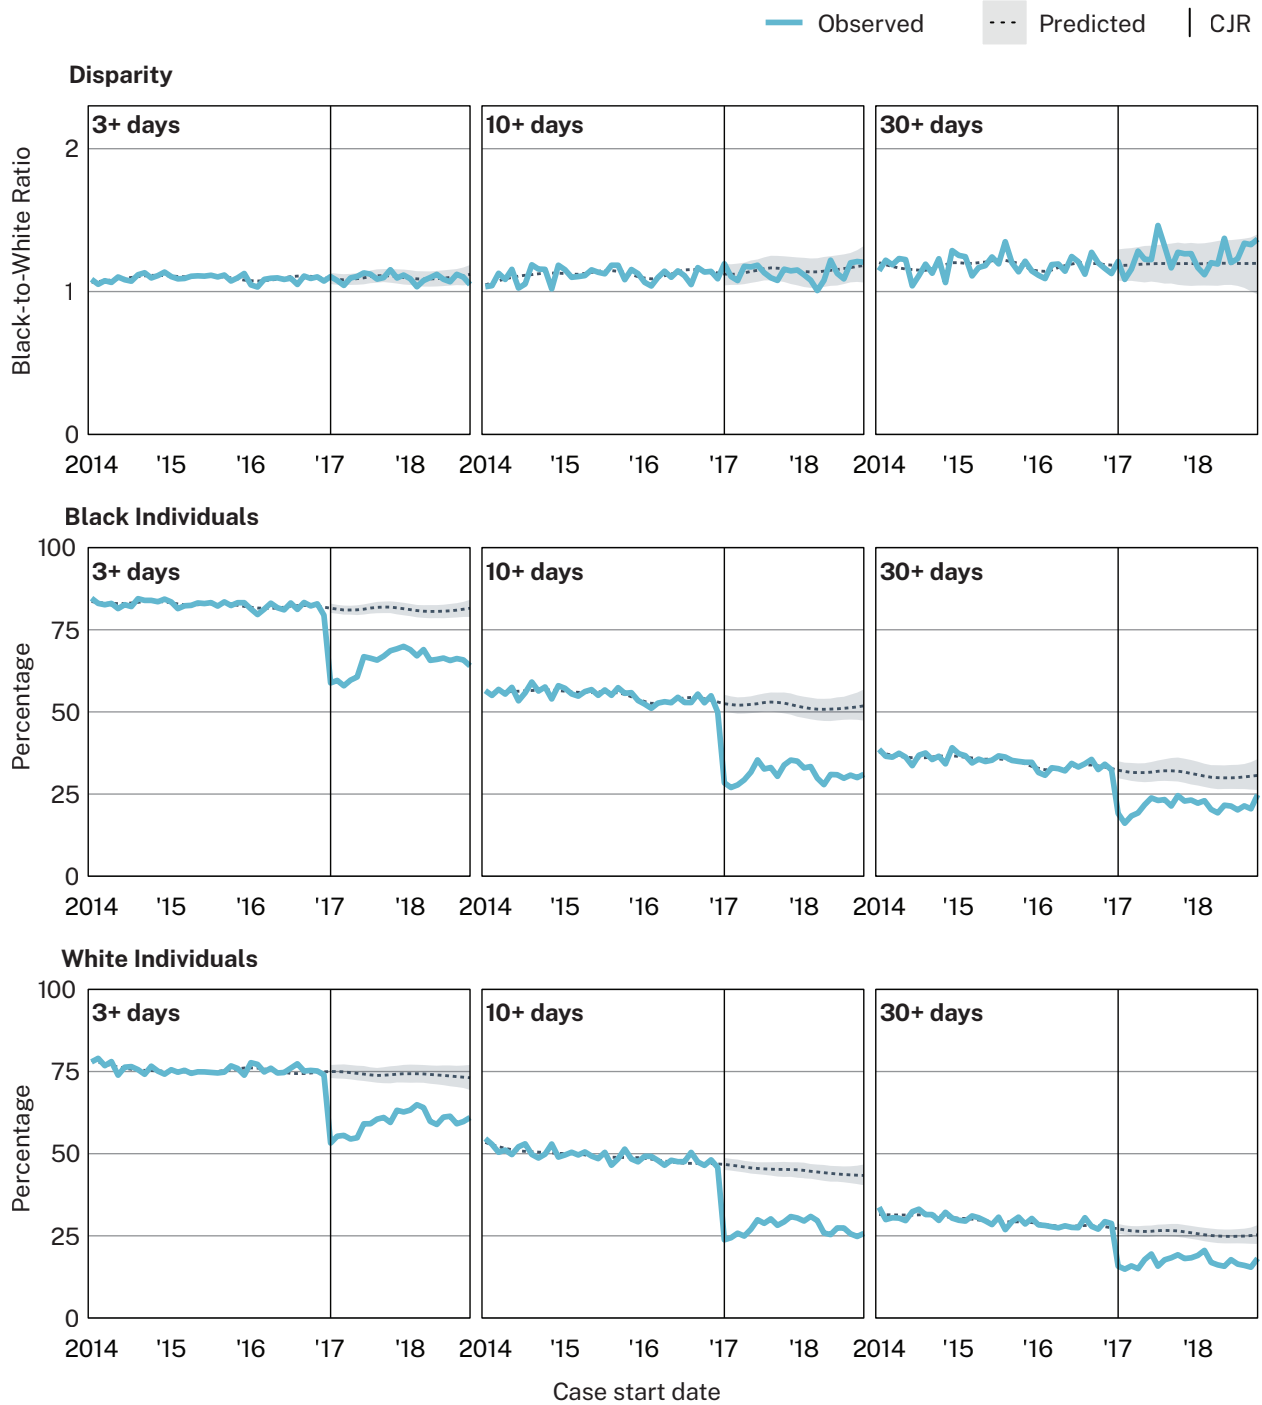 Observed Predicted CJR
Disparity
Black-to-White Ratio
3+ days 10+ days 30+ days
2
1
0
2014 '15 '16 '17 '18 2014 '15 '16 '17 '18 2014 '15 '16 '17 '18
Black Individuals
Percentage
100
3+ days 10+ days 30+ days
75
50
25
0
2014 '15 '16 '17 '18 2014 '15 '16 '17 '18 2014 '15 '16 '17 '18
White Individuals
Percentage
100
3+ days 10+ days 30+ days
75
50
25
0
2014 '15 '16 '17 '18 2014 '15 '16 '17 '18 2014 '15 '16 '17 '18
Case start date